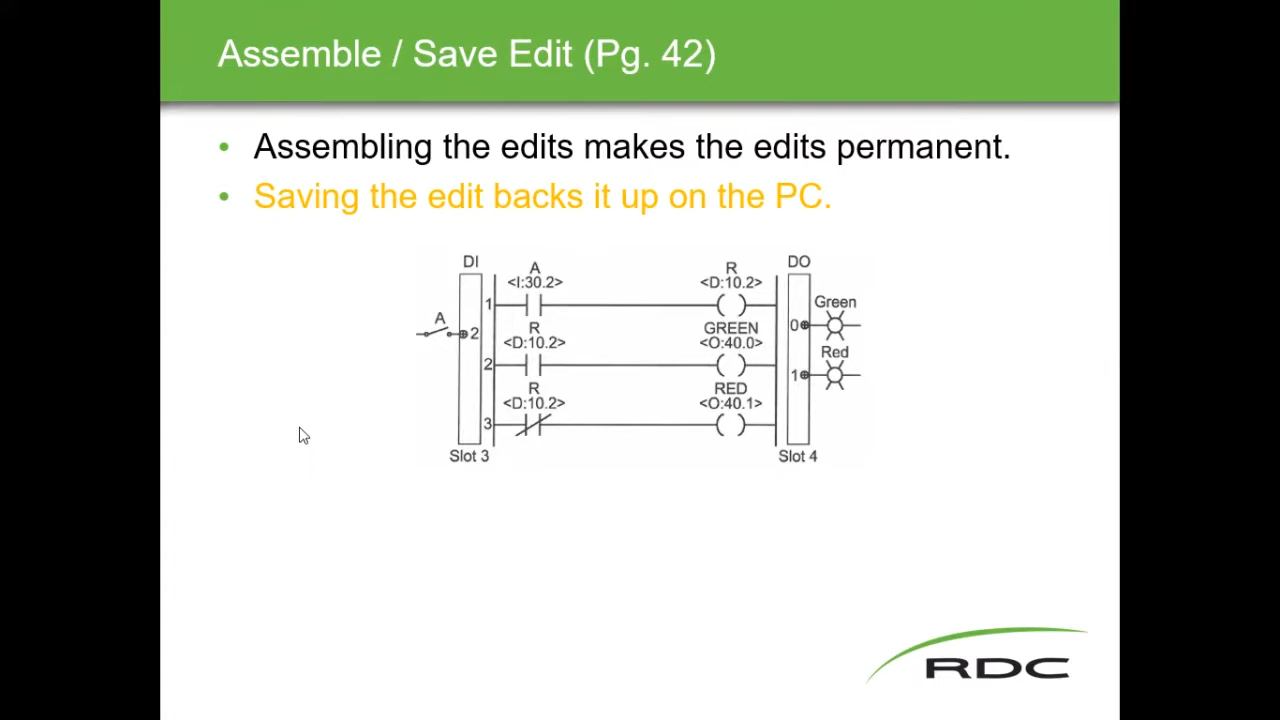 Assemble / Save Edit (Pg. 42)
• Assembling the edits makes the edits permanent.
• Saving the edit backs it up on the PC.
DI
A
<I:30.2>
R
<D:10.2>
DO
1
Green
A
2
R
<D:10.2>
GREEN
<O:40.0>
0
2
Red
1
R
<D:10.2>
RED
<O:40.1>
3
Slot 3
Slot 4
RDC